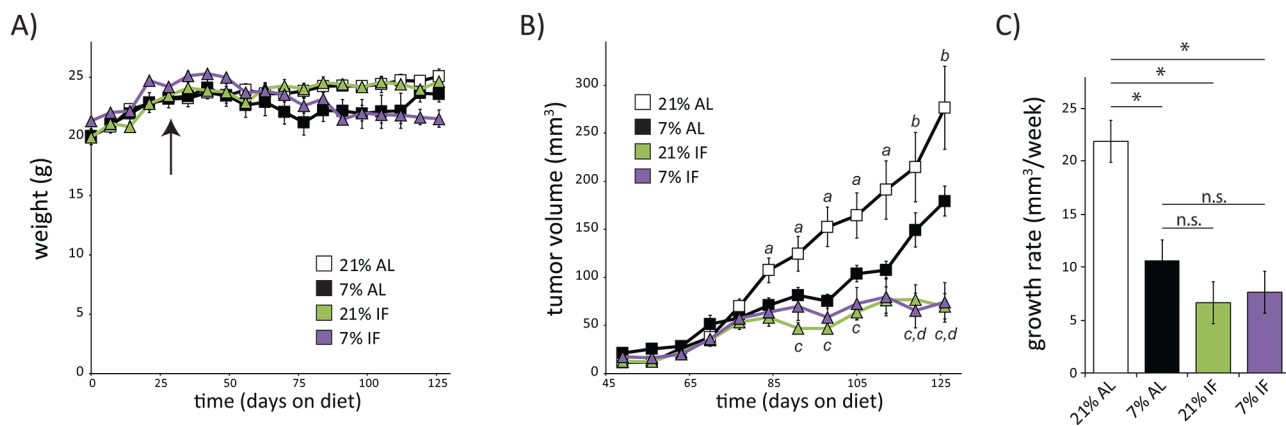 A)
weight (g)
25
20
15
10
5
0
0 25 50 75 100 125
time (days on diet)
21% AL
7% AL
21% IF
7% IF
B)
tumor volume (mm³)
300
250
200
150
100
50
0
45 65 85 105 125
time (days on diet)
21% AL
7% AL
21% IF
7% IF
a a a a a b b
c c c c,d c,d
C)
growth rate (mm³/week)
25
20
15
10
5
0
*
*
*
n.s.
n.s.
21% AL
7% AL
21% IF
7% IF